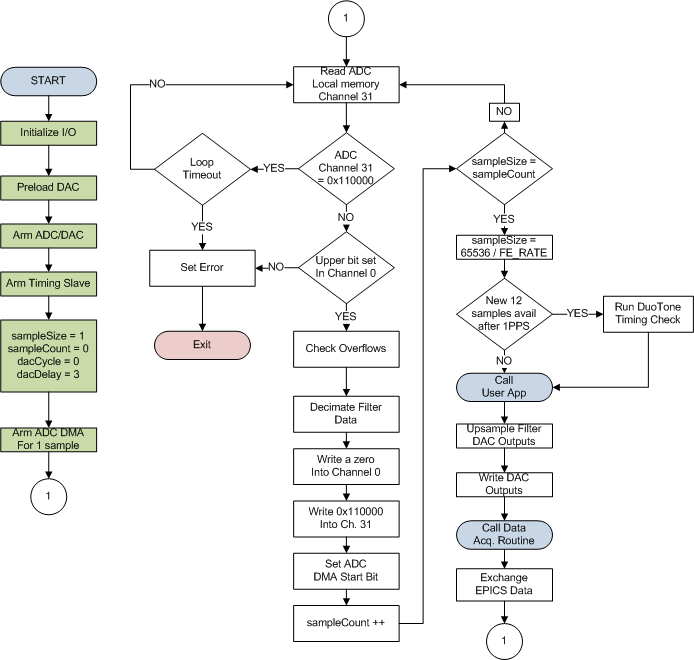 START
Initialize I/O
Preload DAC
Arm ADC/DAC
Arm Timing Slave
sampleSize = 1
sampleCount = 0
dacCycle = 0
dacDelay = 3
Arm ADC DMA
For 1 sample
1
1
Read ADC
Local memory
Channel 31
NO
ADC
Channel 31
= 0x110000
YES
Loop
Timeout
YES
NO
Set Error
Exit
Upper bit set
In Channel 0
NO
YES
Check Overflows
Decimate Filter
Data
Write a zero
Into Channel 0
Write 0x110000
Into Ch. 31
Set ADC
DMA Start Bit
sampleCount ++
NO
sampleSize =
sampleCount
YES
sampleSize =
65536 / FE_RATE
New 12
samples avail
after 1PPS
YES
Run DuoTone
Timing Check
NO
Call
User App
Upsample Filter
DAC Outputs
Write DAC
Outputs
Call Data
Acq. Routine
Exchange
EPICS Data
1